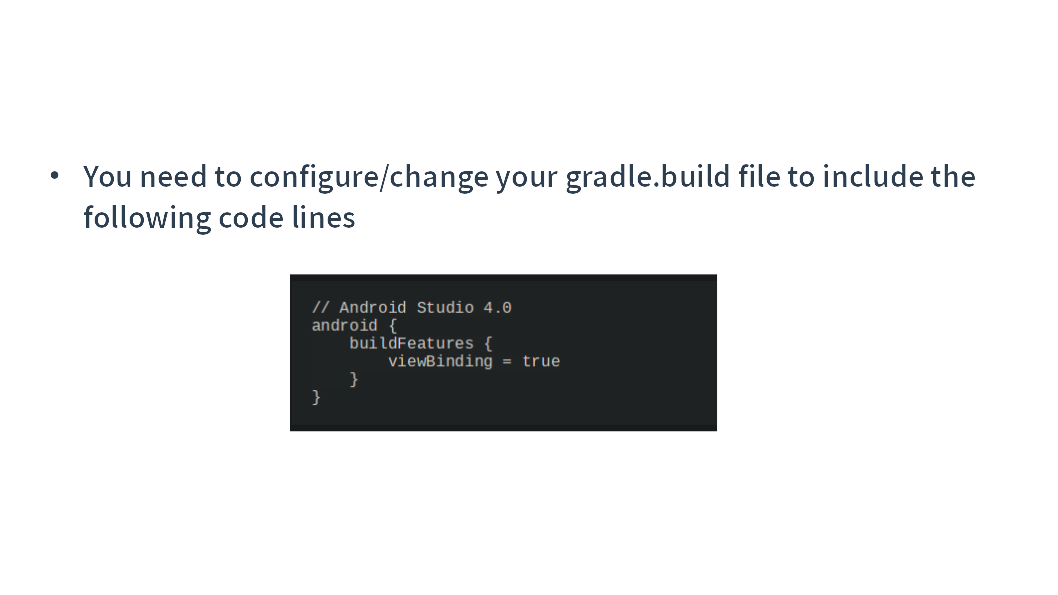 • You need to configure/change your gradle.build file to include the
following code lines
// Android Studio 4.0
android {
    buildFeatures {
        viewBinding = true
    }
}